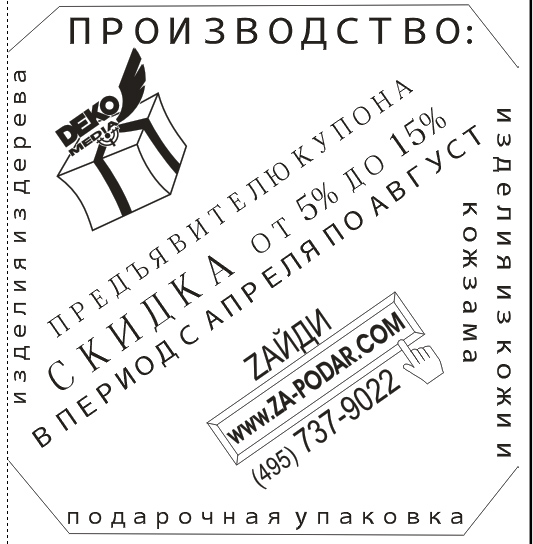 ПРОИЗВОДСТВО:
изделия из дерева
DEKO
MEDIA
ПРЕДЪЯВИТЕЛЮ КУПОНА
СКИДКА ОТ 5% ДО 15%
В ПЕРИОД С АПРЕЛЯ ПО АВГУСТ
изделия из кожи и
кожзама
ZАЙДИ
www.ZA-PODAR.COM
(495) 737-9022
подарочная упаковка